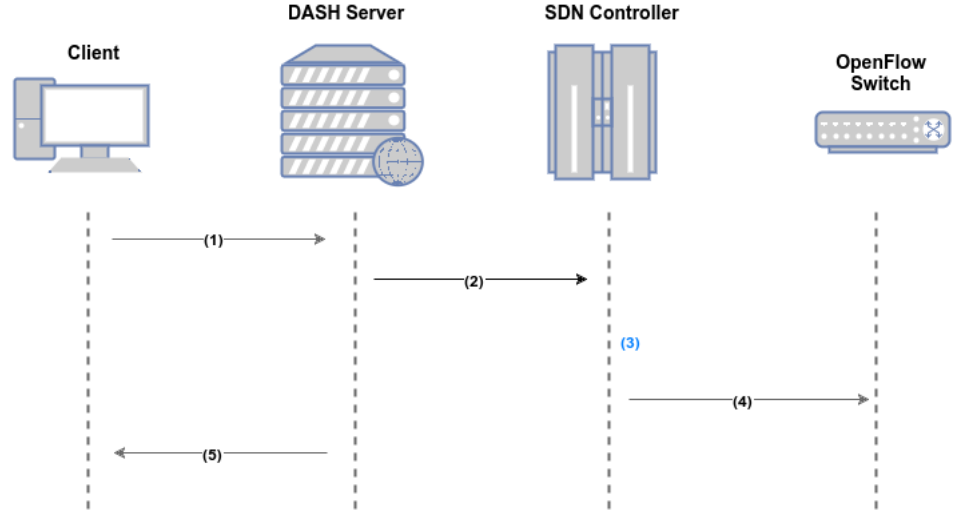 DASH Server
SDN Controller
Client
OpenFlow
Switch
(1)
(2)
(3)
(4)
(5)